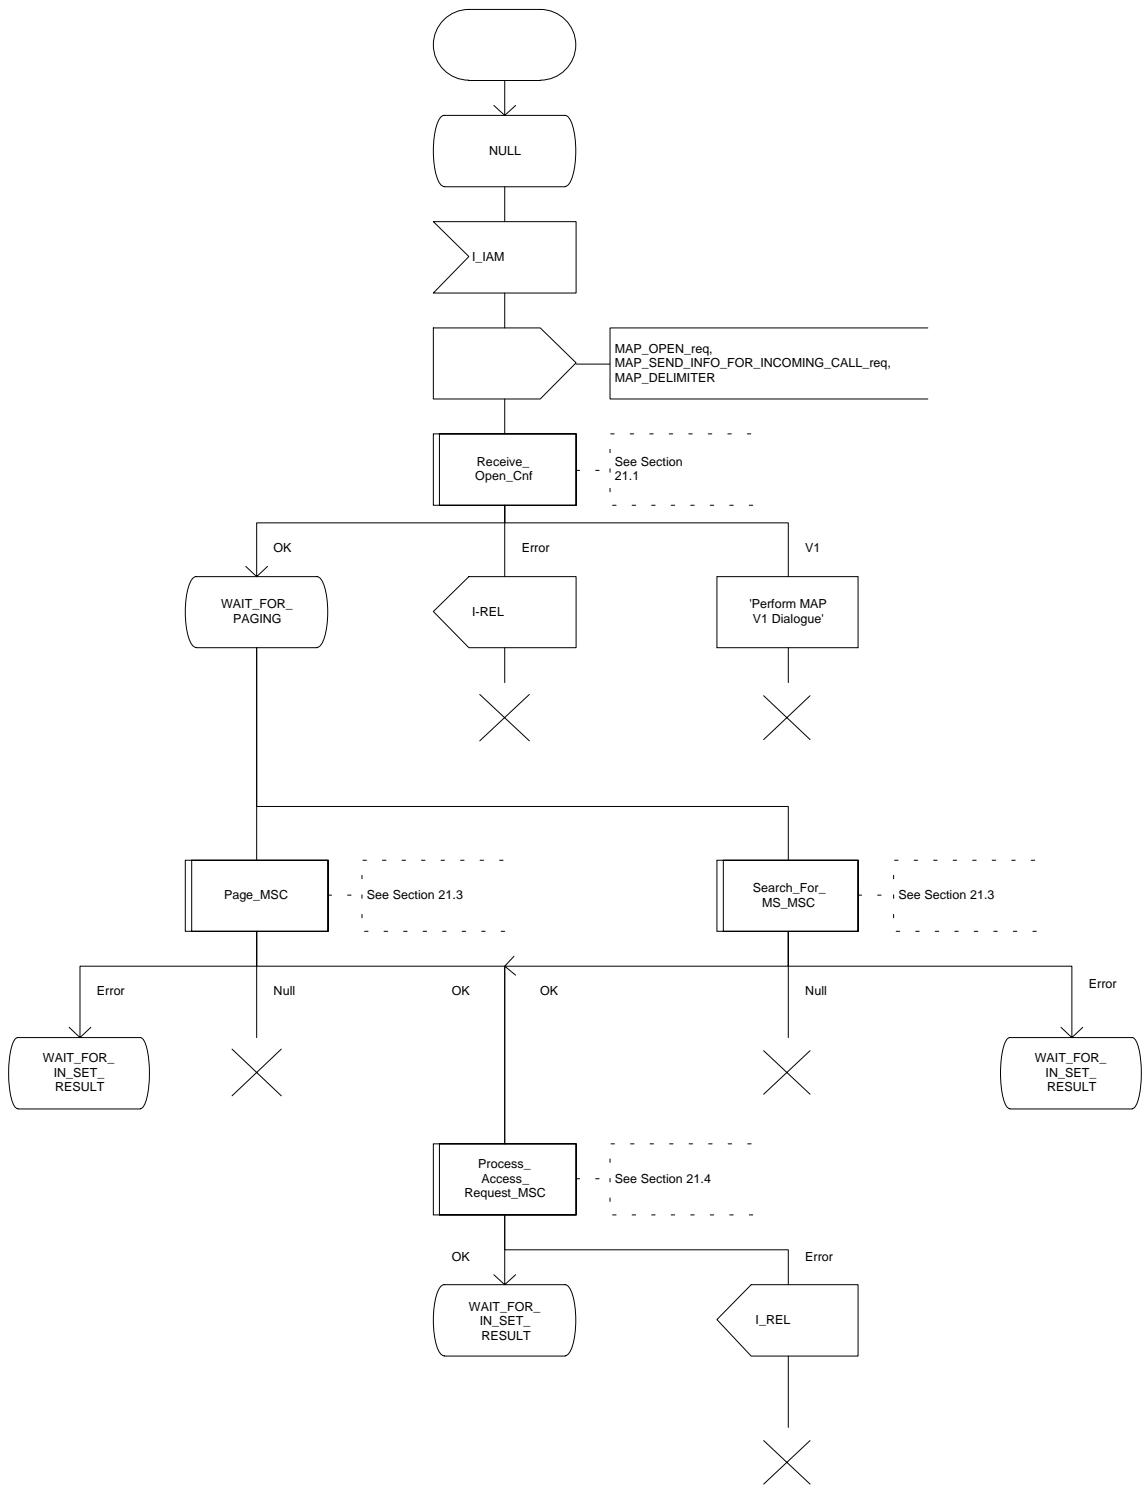 NULL
I_IAM
MAP_OPEN_req,
MAP_SEND_INFO_FOR_INCOMING_CALL_req,
MAP_DELIMITER
Receive_
Open_Cnf
See Section
21.1
OK
Error
V1
WAIT_FOR_
PAGING
I-REL
'Perform MAP
V1 Dialogue'
Page_MSC
See Section 21.3
Search_For_
MS_MSC
See Section 21.3
Error
Null
OK
OK
Null
Error
WAIT_FOR_
IN_SET_
RESULT
WAIT_FOR_
IN_SET_
RESULT
Process_
Access_
Request_MSC
See Section 21.4
OK
Error
WAIT_FOR_
IN_SET_
RESULT
I_REL